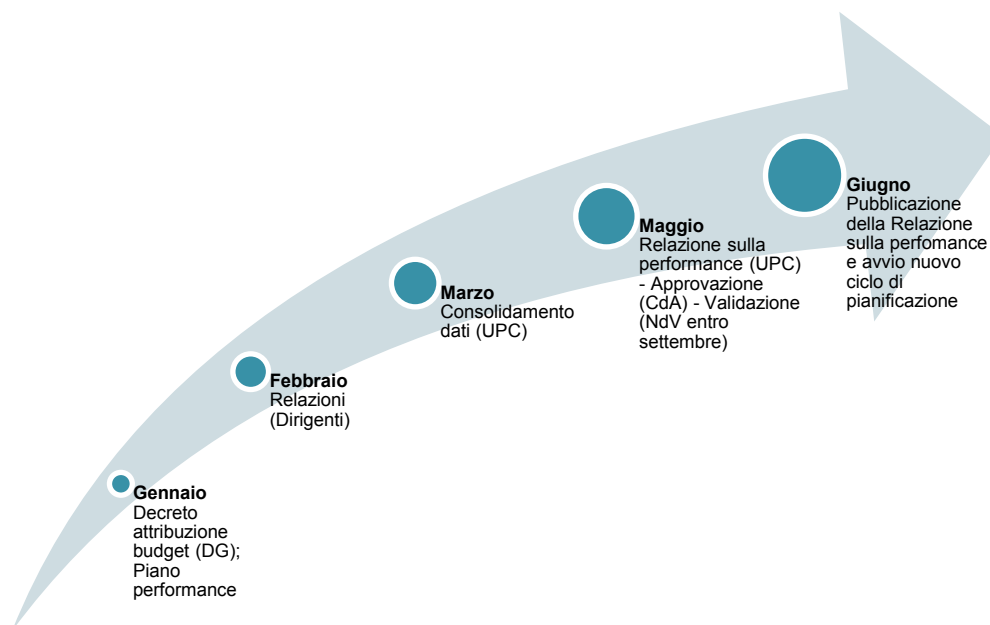 Gennaio
Decreto
attribuzione
budget (DG);
Piano
performance
Febbraio
Relazioni
(Dirigenti)
Marzo
Consolidamento
dati (UPC)
Maggio
Relazione sulla
performance (UPC)
- Approvazione
(CdA) - Validazione
(NdV entro
settembre)
Giugno
Pubblicazione
della Relazione
sulla perfomance
e avvio nuovo
ciclo di
pianificazione